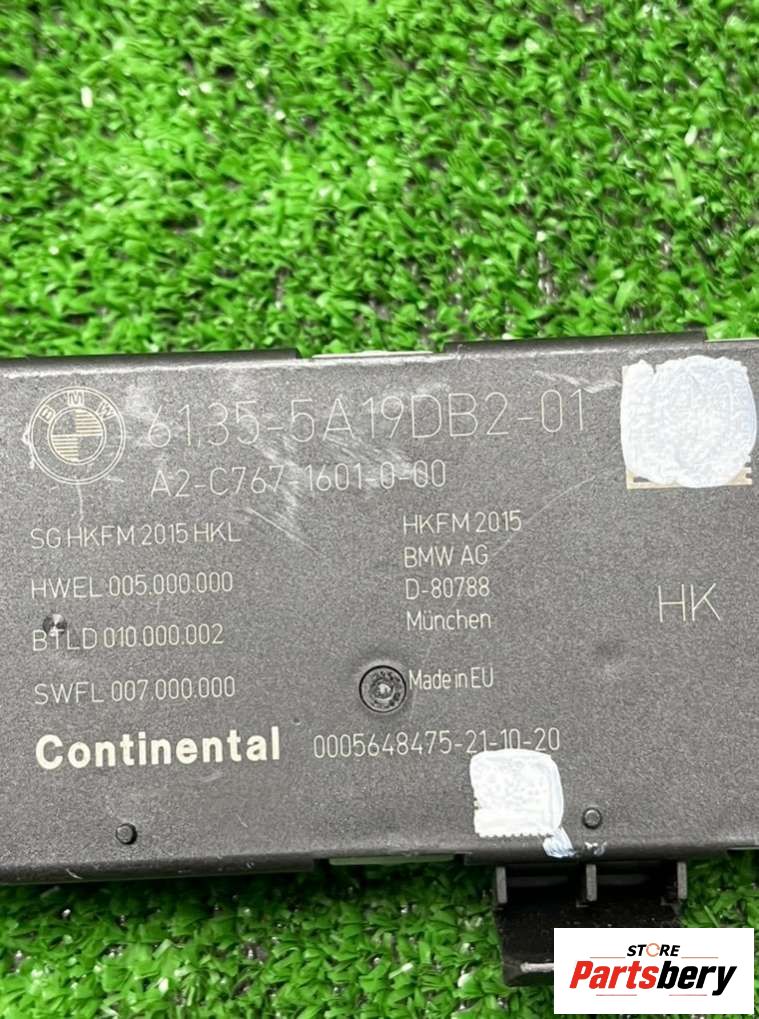 BMW
61.35-5A19DB2-01
A2-C767-1601-0-00
SG HKFM 2015 HKL
HWEL 005.000.000
BTLD 010.000.002
SWFL 007.000.000
HKFM 2015
BMW AG
D-80788
München
Made in EU
HK
Continental
0005648475-21-10-20
STORE
Partsbery